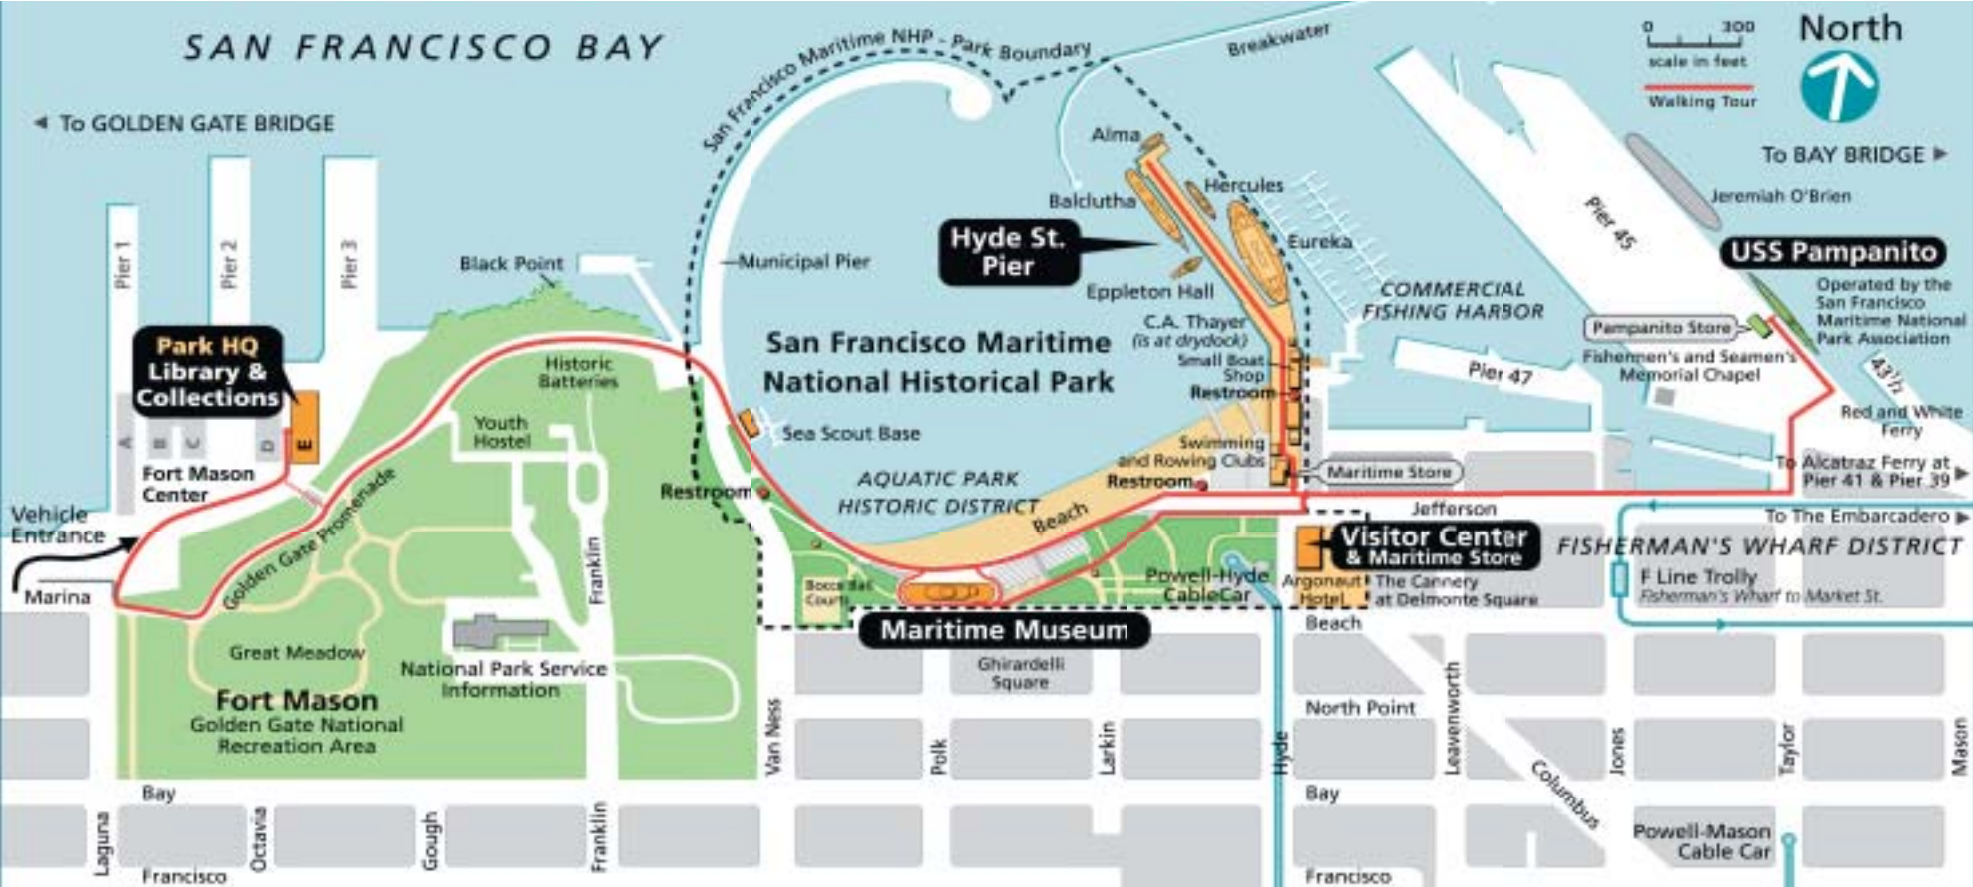 SAN FRANCISCO BAY
To GOLDEN GATE BRIDGE
San Francisco Maritime NHP - Park Boundary
Breakwater
0 300
scale in feet
Walking Tour
North
To BAY BRIDGE
Pier 1
Pier 2
Pier 3
Black Point
Municipal Pier
Alma
Balclutha
Hercules
Eureka
Hyde St.
Pier
Eppleton Hall
C.A. Thayer
(is at drydock)
Small Boat
Shop
Restroom
COMMERCIAL
FISHING HARBOR
Pier 45
Jeremiah O'Brien
USS Pampanito
Operated by the
San Francisco
Maritime National
Park Association
Pampanito Store
Fishermen's and Seamen's
Memorial Chapel
Pier 47
43½
Red and White
Ferry
Park HQ
Library &
Collections
A
B
C
D
E
Fort Mason
Center
Historic
Batteries
Youth
Hostel
San Francisco Maritime
National Historical Park
Sea Scout Base
Restroom
AQUATIC PARK
HISTORIC DISTRICT
Beach
Swimming
and Rowing Clubs
Restroom
Maritime Store
To Alcatraz Ferry at
Pier 41 & Pier 39
Jefferson
To The Embarcadero
Vehicle
Entrance
Marina
Golden Gate Promenade
Franklin
Bocce Ball
Courts
Powell-Hyde
CableCar
Argonaut
Hotel
Visitor Center
& Maritime Store
The Cannery
at Delmonte Square
FISHERMAN'S WHARF DISTRICT
F Line Trolly
Fisherman's Wharf to Market St.
Maritime Museum
Beach
Great Meadow
National Park Service
Information
Ghirardelli
Square
Fort Mason
Golden Gate National
Recreation Area
North Point
Van Ness
Polk
Larkin
Hyde
Leavenworth
Columbus
Jones
Taylor
Mason
Bay
Bay
Laguna
Octavia
Gough
Franklin
Powell-Mason
Cable Car
Francisco
Francisco